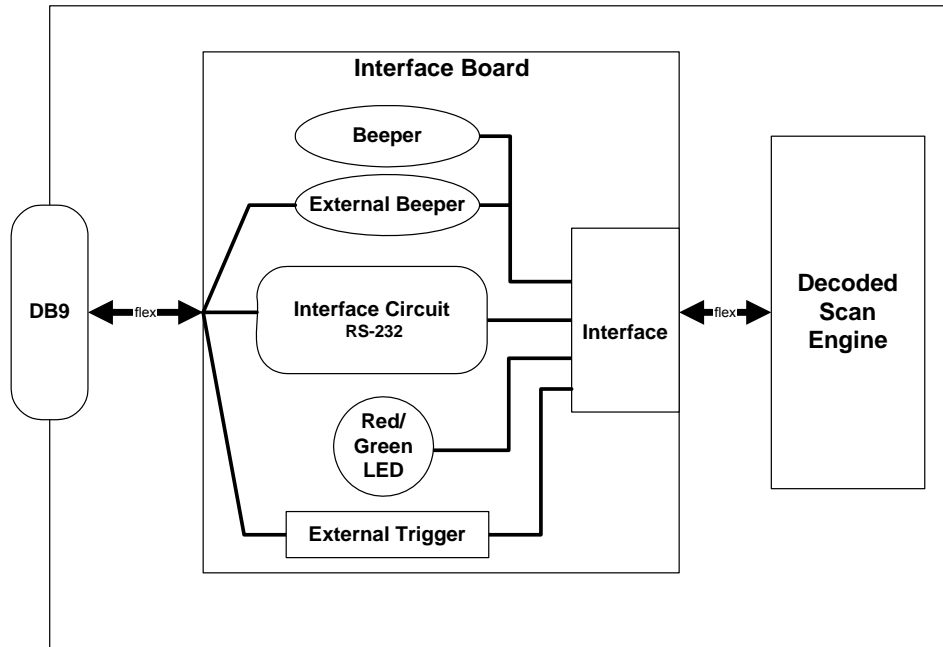 Interface Board
Beeper
External Beeper
DB9
flex
Interface Circuit
RS-232
Interface
flex
Decoded
Scan
Engine
Red/
Green
LED
External Trigger